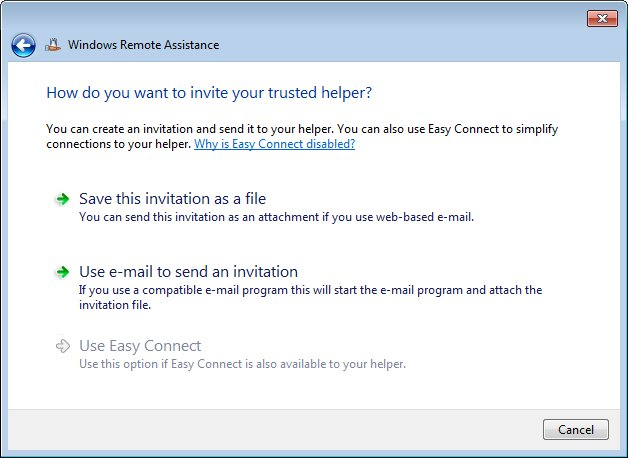 Windows Remote Assistance
How do you want to invite your trusted helper?
You can create an invitation and send it to your helper. You can also use Easy Connect to simplify
connections to your helper. Why is Easy Connect disabled?
Save this invitation as a file
You can send this invitation as an attachment if you use web-based e-mail.
Use e-mail to send an invitation
If you use a compatible e-mail program this will start the e-mail program and attach the
invitation file.
Use Easy Connect
Use this option if Easy Connect is also available to your helper.
Cancel